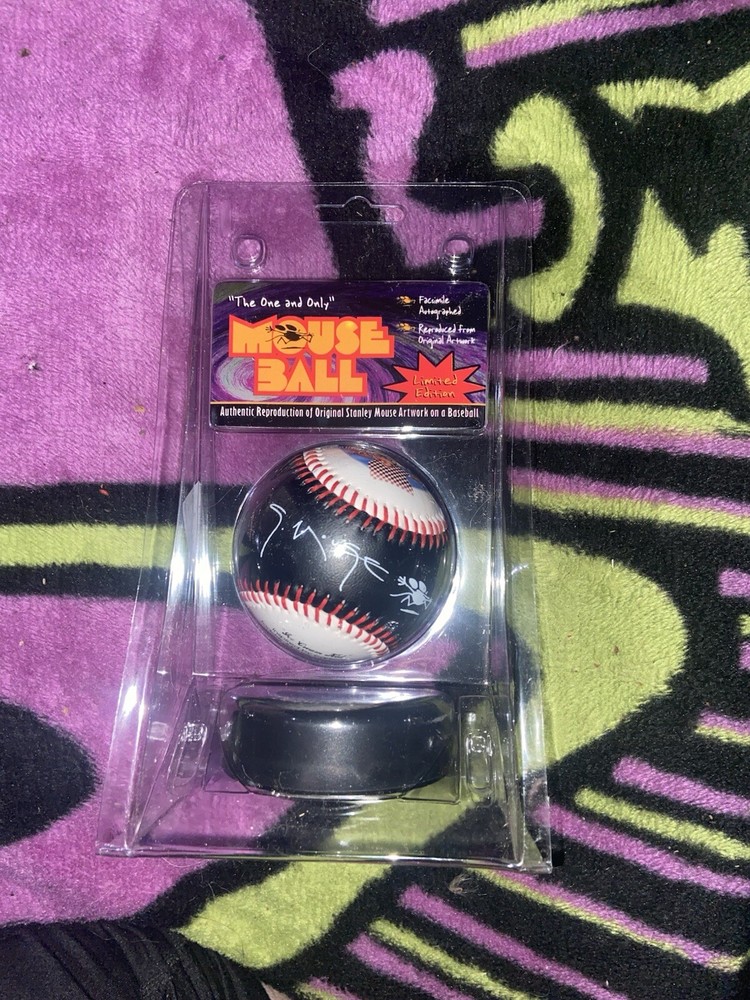 "The One and Only"
MOUSE
BALL
Facsimile
Autographed
Reproduced from
Original Artwork
Limited
Edition
Authentic Reproduction of Original Stanley Mouse Artwork on a Baseball
S. Mouse